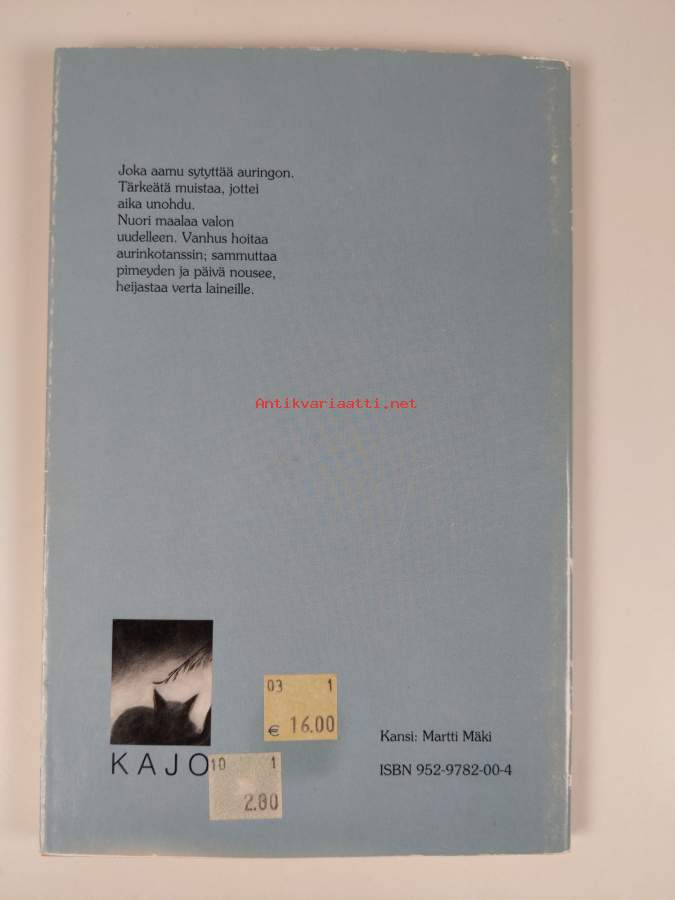 Joka aamu sytyttää auringon.
Tärkeätä muistaa, jottei
aika unohdu.
Nuori maalaa valon
uudelleen. Vanhus hoitaa
aurinkotanssin; sammuttaa
pimeyden ja päivä nousee,
heijastaa verta laineille.
Antikvariaatti.net
03 1
€ 16.00
Kansi: Martti Mäki
KAJO
10 1
2.00
ISBN 952-9782-00-4